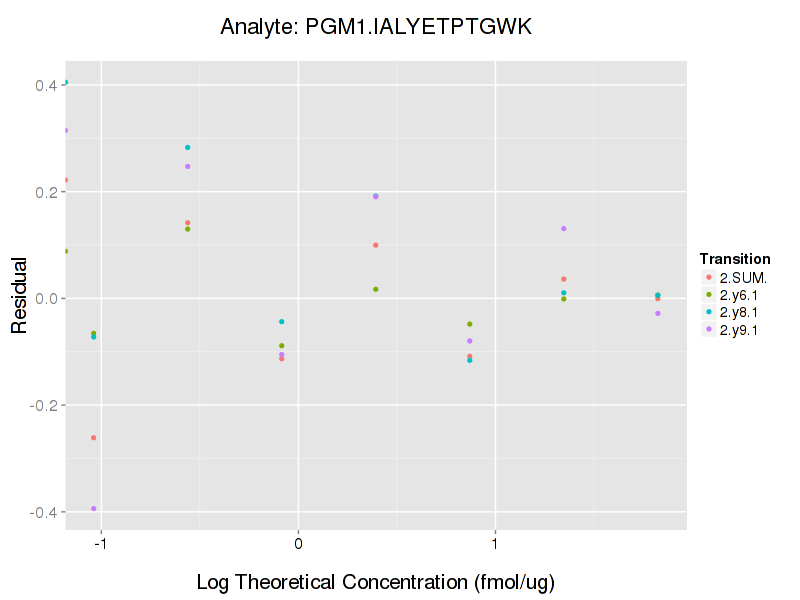 Analyte: PGM1.IALYETPTGWK
Residual
0.4
0.2
0.0
-0.2
-0.4
-1
0
1
Log Theoretical Concentration (fmol/ug)
Transition
2.SUM.
2.y6.1
2.y8.1
2.y9.1